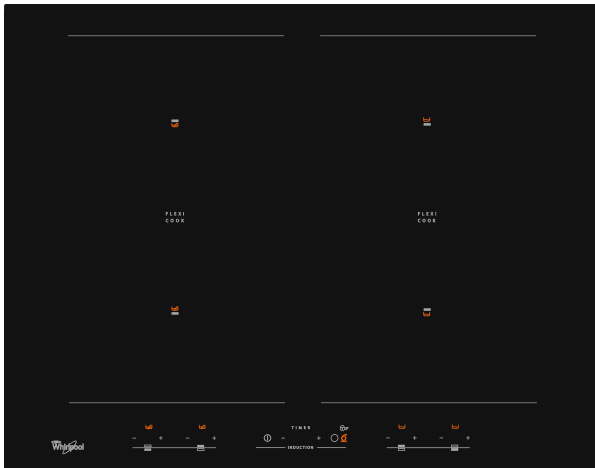 FLEXI
COOK
FLEXI
COOK
TIMER
− + − + − + − + − +
INDUCTION
Whirlpool